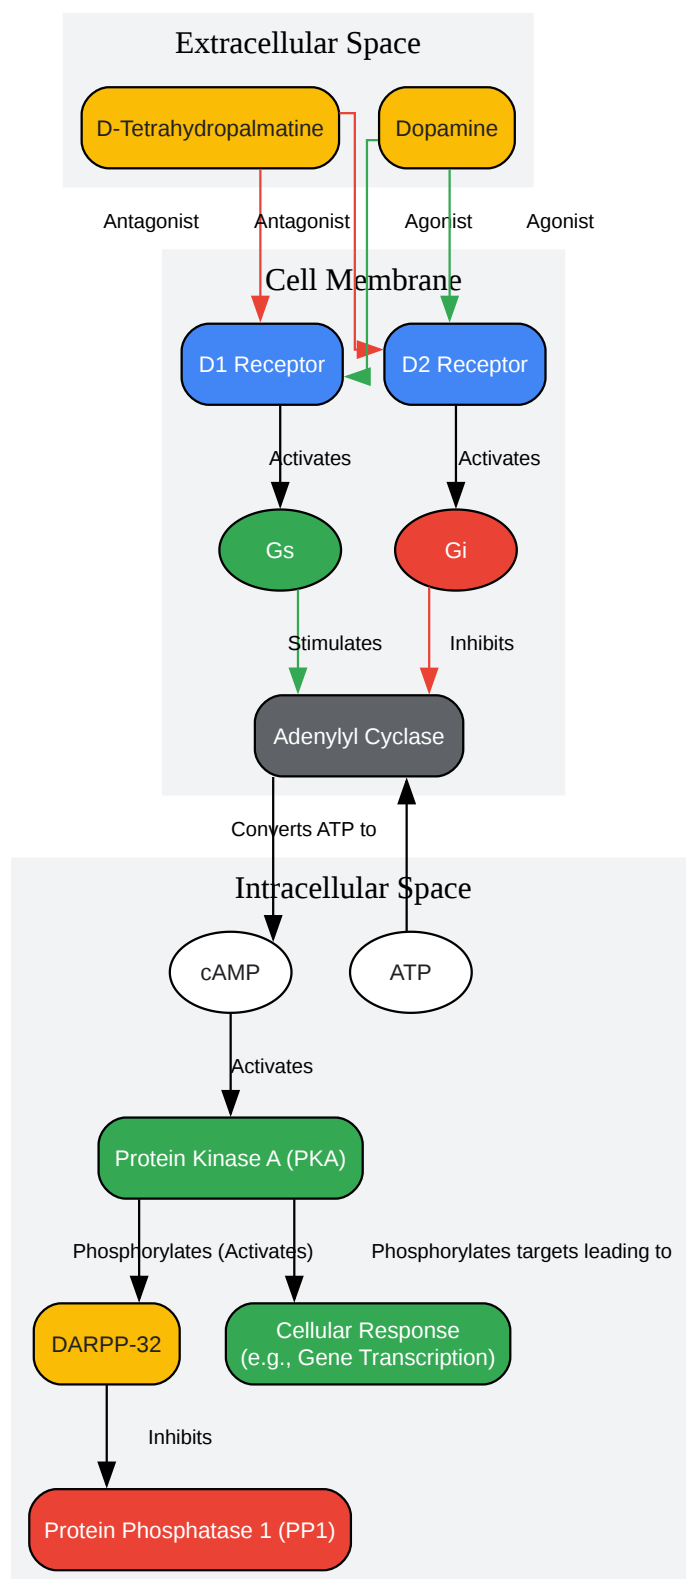 Extracellular Space
D-Tetrahydropalmatine
Dopamine
Antagonist
Antagonist
Agonist
Agonist
Cell Membrane
D1 Receptor
D2 Receptor
Activates
Activates
Gs
Gi
Stimulates
Inhibits
Adenylyl Cyclase
Converts ATP to
Intracellular Space
cAMP
ATP
Activates
Protein Kinase A (PKA)
Phosphorylates (Activates)
Phosphorylates targets leading to
DARPP-32
Cellular Response
(e.g., Gene Transcription)
Inhibits
Protein Phosphatase 1 (PP1)